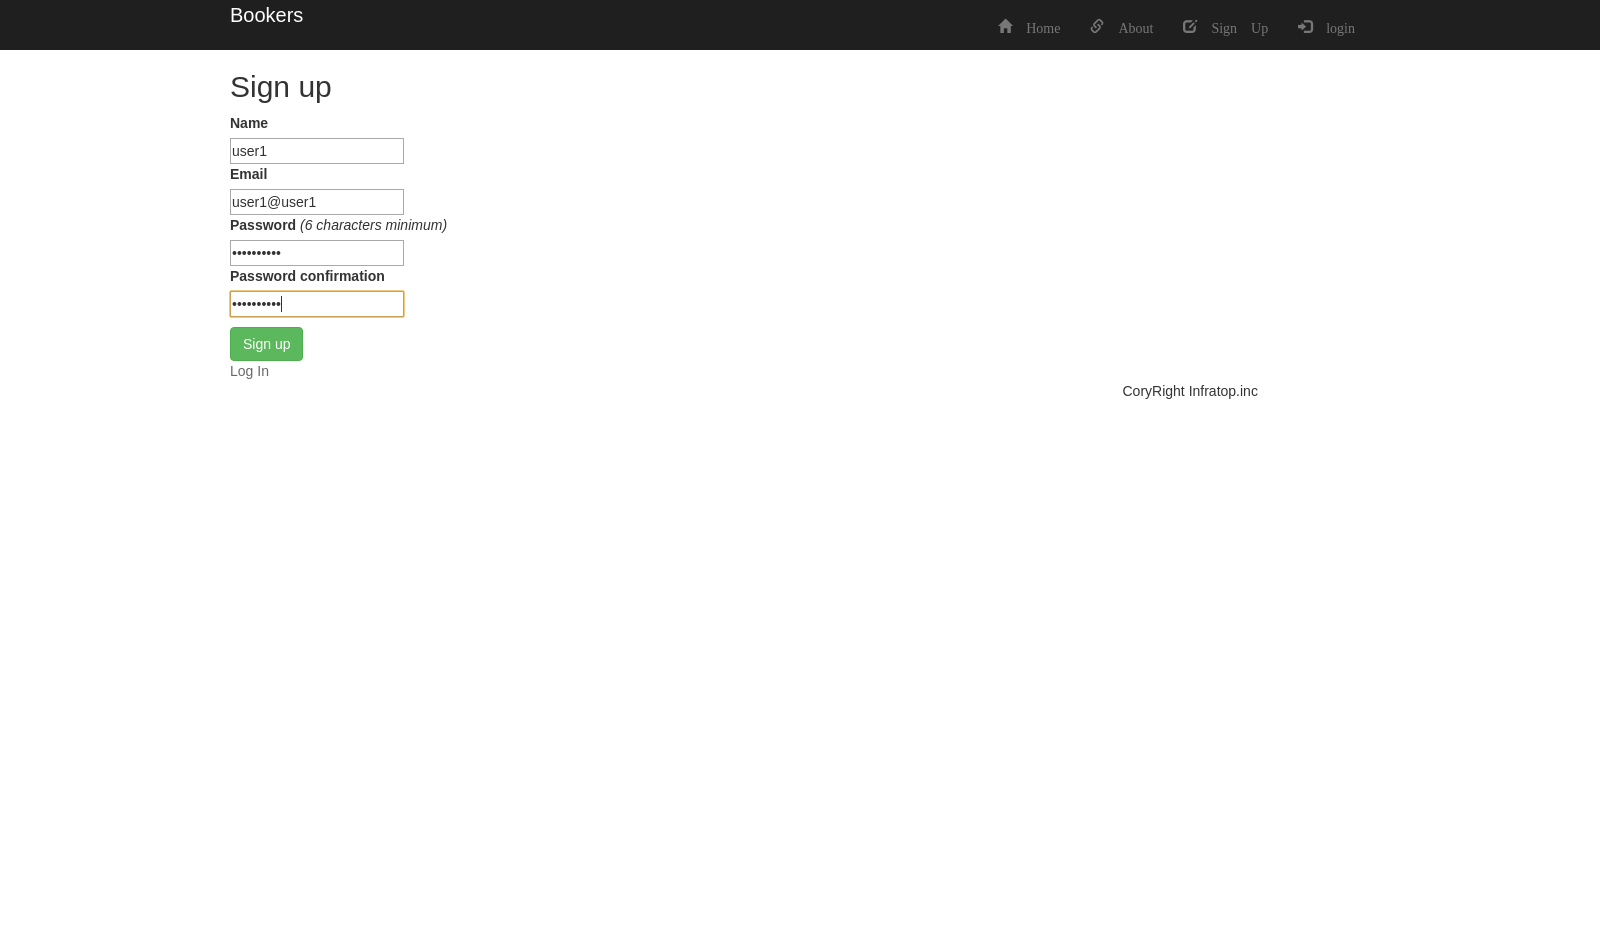 Bookers
Home About Sign Up login
Sign up
Name
user1
Email
user1@user1
Password (6 characters minimum)
••••••••••
Password confirmation
••••••••••
Sign up
Log In
CoryRight Infratop.inc